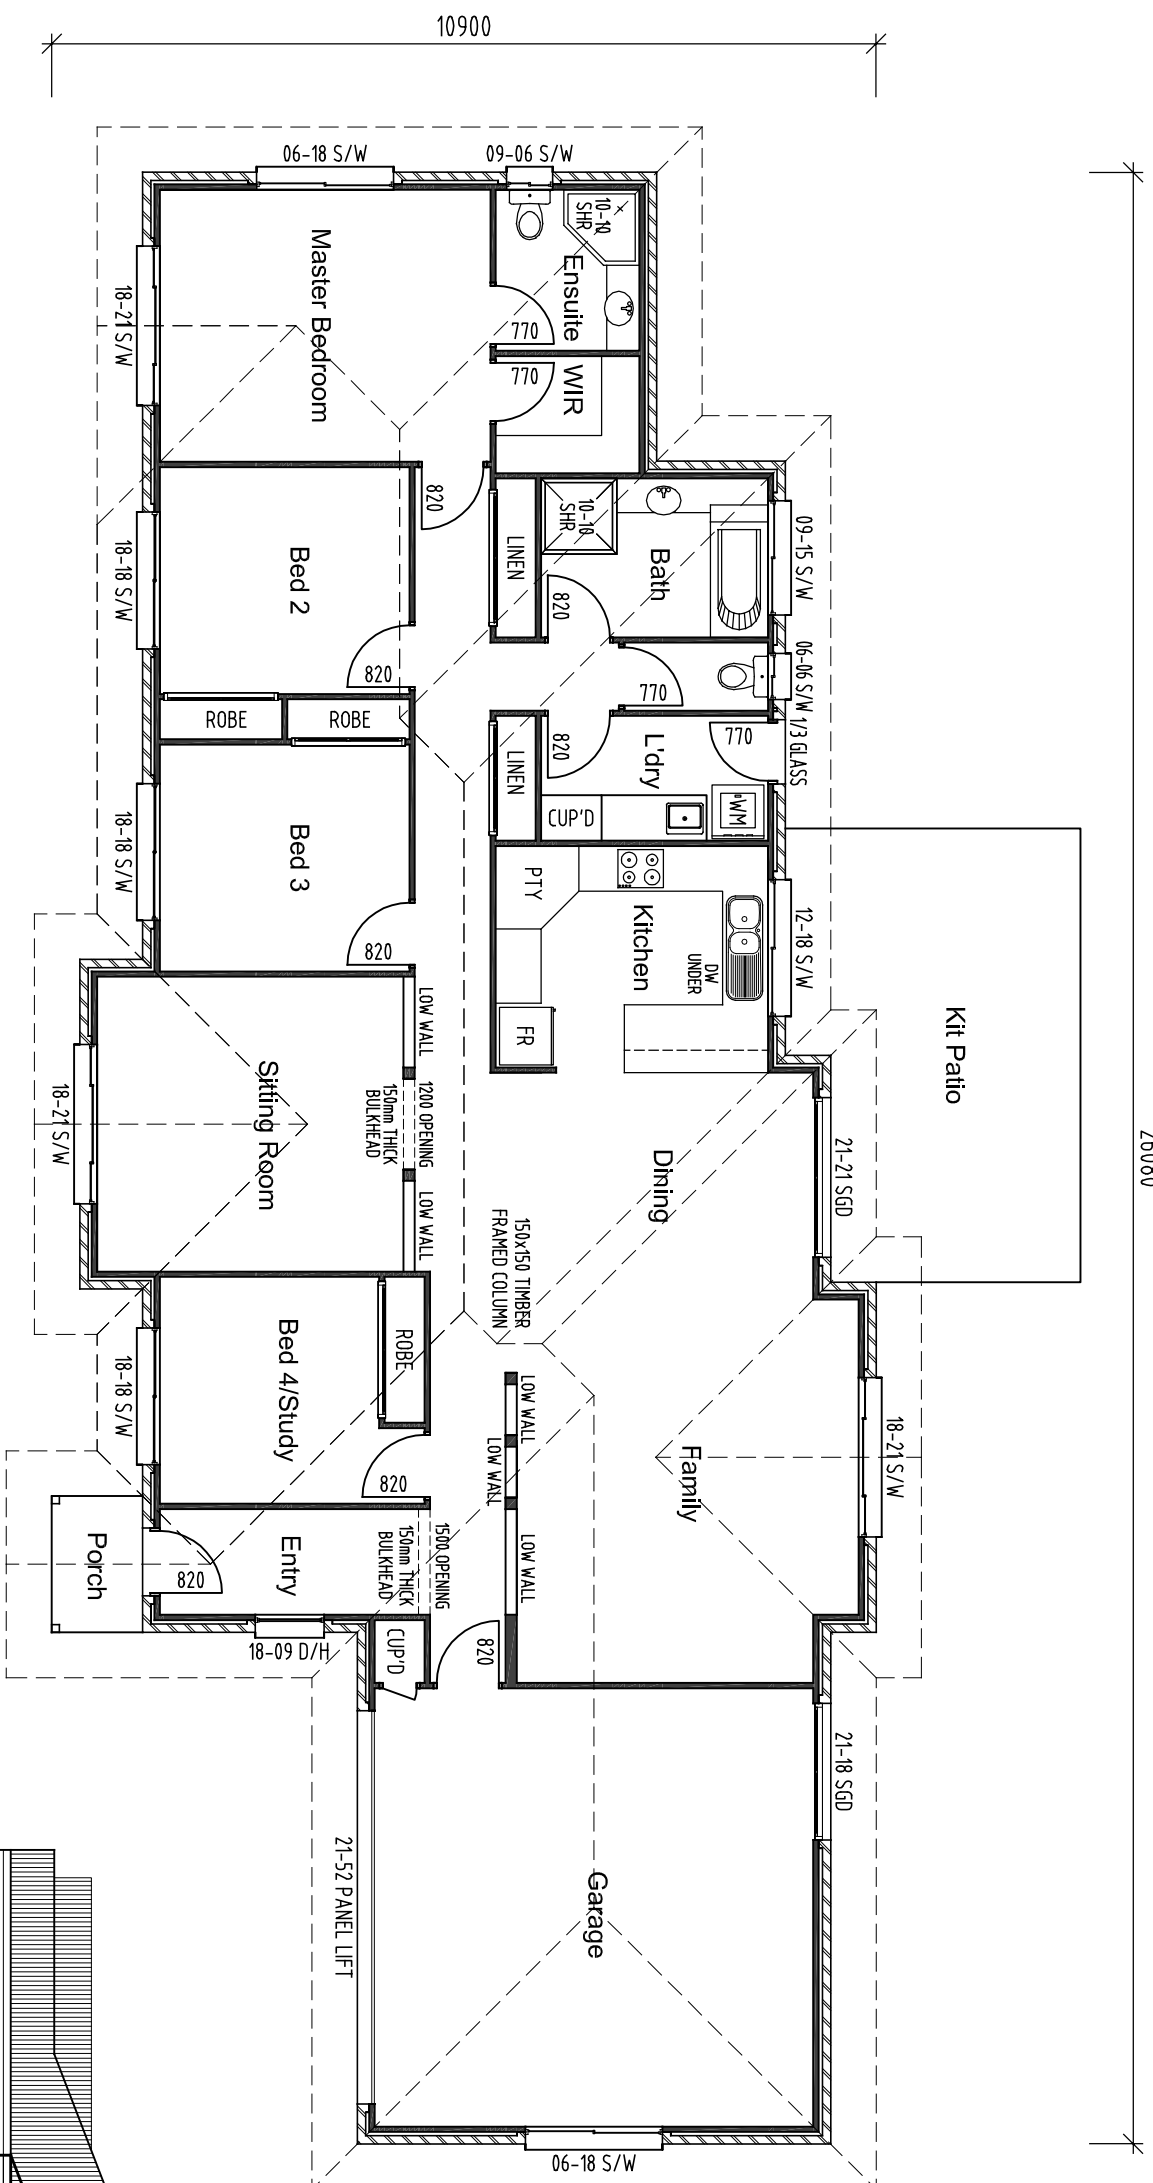 10900
06-18 S/W
09-06 S/W
10-10
SHR
Ensuite
Master Bedroom
18-21 S/W
770
770
WIR
820
LINEN
10-10
SHR
Bath
09-15 S/W
Bed 2
18-18 S/W
820
820
06-06 S/W
770
ROBE
ROBE
1/3 GLASS
770
820
L'dry
LINEN
CUP'D
WM
Bed 3
18-18 S/W
820
PTY
Kitchen
DW
UNDER
12-18 S/W
FR
Kit Patio
LOW WALL
1200 OPENING
150mm THICK
BULKHEAD
LOW WALL
Sitting Room
18-21 S/W
26080
Dining
21-21 SGD
150x150 TIMBER
FRAMED COLUMN
ROBE
Bed 4/Study
18-18 S/W
820
LOW WALL
LOW WALL
LOW WALL
Family
18-21 S/W
Porch
Entry
820
1500 OPENING
150mm THICK
BULKHEAD
18-09 D/H
CUP'D
820
21-18 SGD
21-52 PANEL LIFT
Garage
06-18 S/W